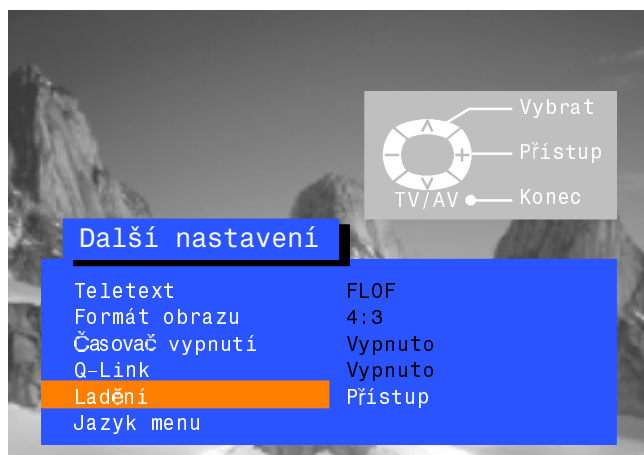 Vybrat
Přístup
TV/AV Konec
Další nastavení
Teletext FLOF
Formát obrazu 4:3
Časovač vypnutí Vypnuto
Q-Link Vypnuto
Ladění Přístup
Jazyk menu